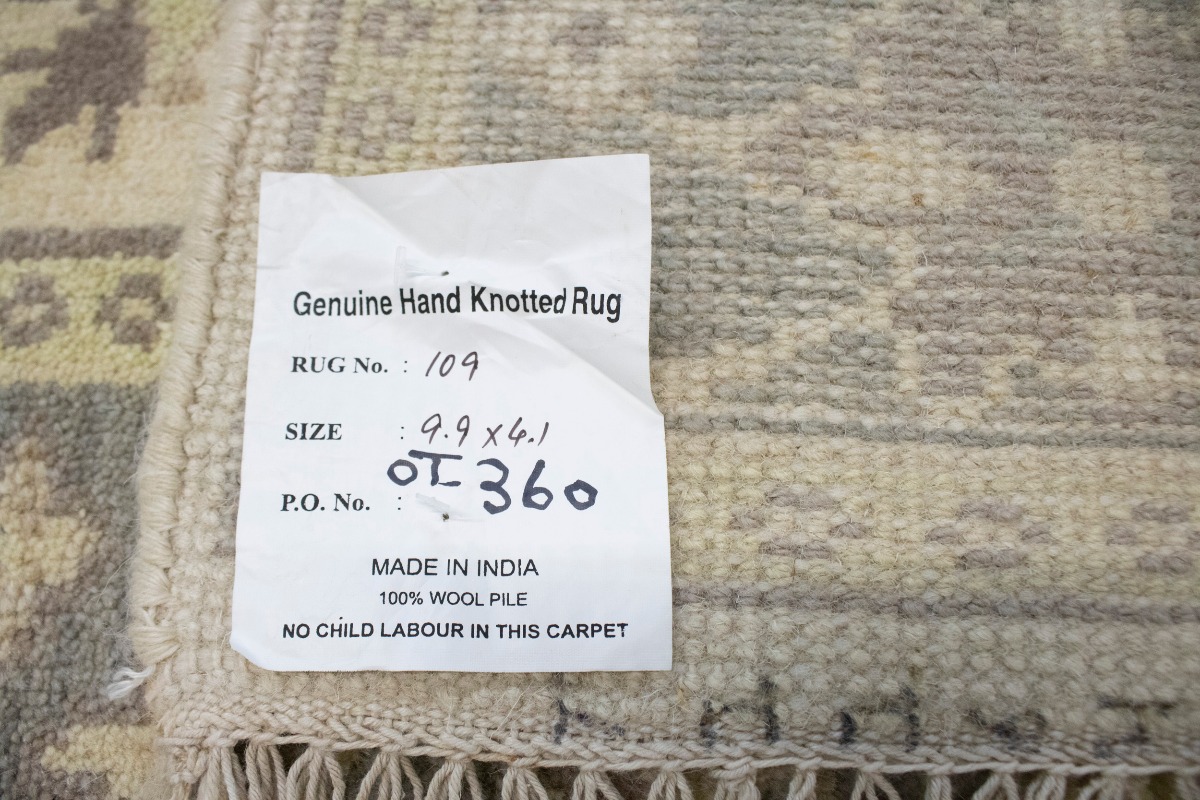 Genuine Hand Knotted Rug
RUG No. : 109
SIZE : 9.9 x 6.1
OT 360
P.O. No. :
MADE IN INDIA
100% WOOL PILE
NO CHILD LABOUR IN THIS CARPET